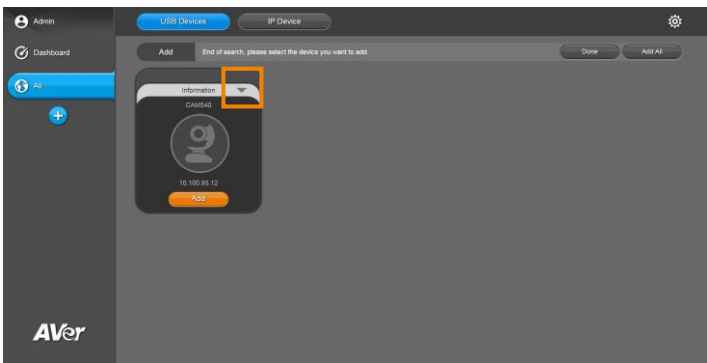 Admin
USB Devices
IP Device
Dashboard
Add
End of search, please select the device you want to add.
Done
Add All
All
Information
CAM540
10.100.93.12
Add
AVer